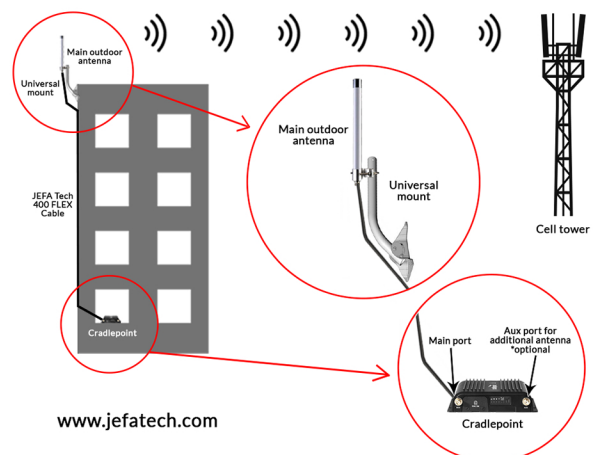 Main outdoor
antenna
Universal
mount
JEFA Tech
400 FLEX
Cable
Cradlepoint
Main outdoor
antenna
Universal
mount
Cell tower
Main port
Aux port for
additional antenna
*optional
Cradlepoint
www.jefatech.com